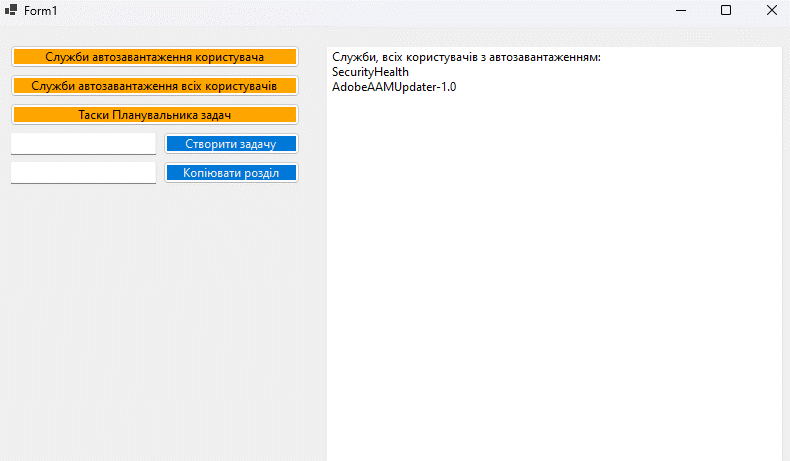 Form1
Служби автозавантаження користувача
Служби автозавантаження всіх користувачів
Таски Планувальника задач
Створити задачу
Копіювати розділ
Служби, всіх користувачів з автозавантаженням:
SecurityHealth
AdobeAAMUpdater-1.0